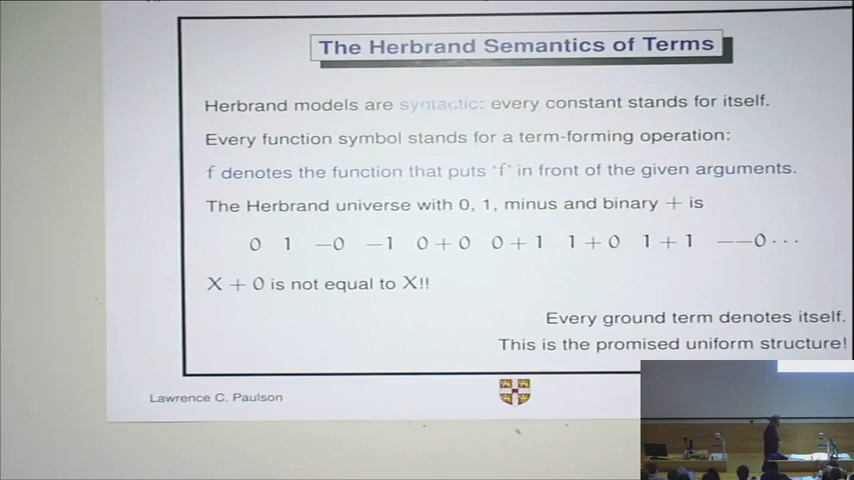 The Herbrand Semantics of Terms
Herbrand models are syntactic: every constant stands for itself.
Every function symbol stands for a term-forming operation:
f denotes the function that puts 'f' in front of the given arguments.
The Herbrand universe with 0, 1, minus and binary + is
0 1 −0 −1 0 + 0 0 + 1 1 + 0 1 + 1 −−0 ···
X + 0 is not equal to X!!
Every ground term denotes itself.
This is the promised uniform structure!
Lawrence C. Paulson